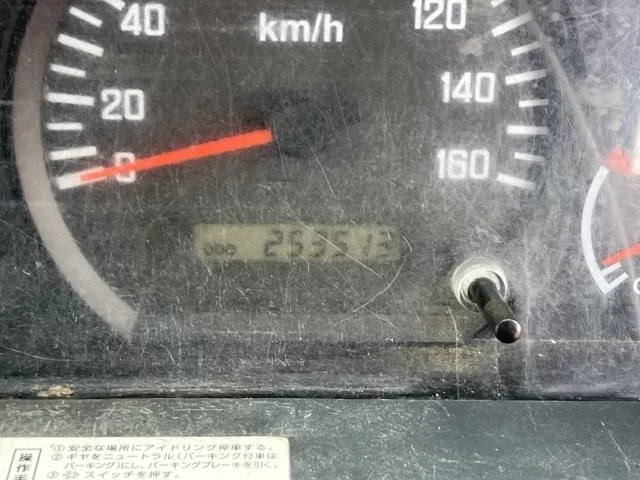 40
km/h
120
20
140
0
160
ODO 253513
C
操作手
① 安全な場所にアイドリング停車する。
② ギヤをニュートラル(パーキング付車は
パーキング)にし、パーキングブレーキを引く。
③ スイッチを押す。